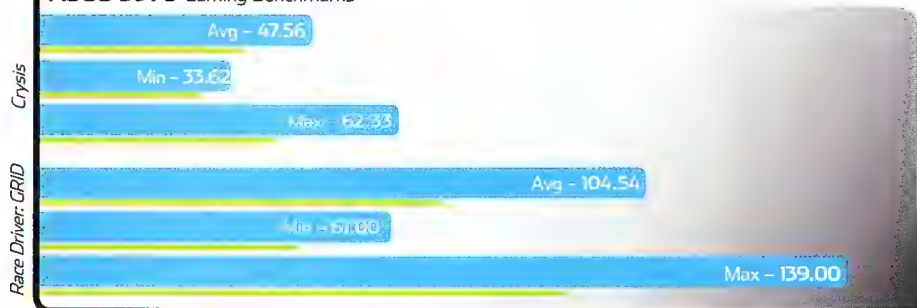 Gaming Benchmarks
Crysis
Avg – 47.56
Min – 33.62
Max – 62.33
Race Driver: GRID
Avg – 104.54
Max – 139.00